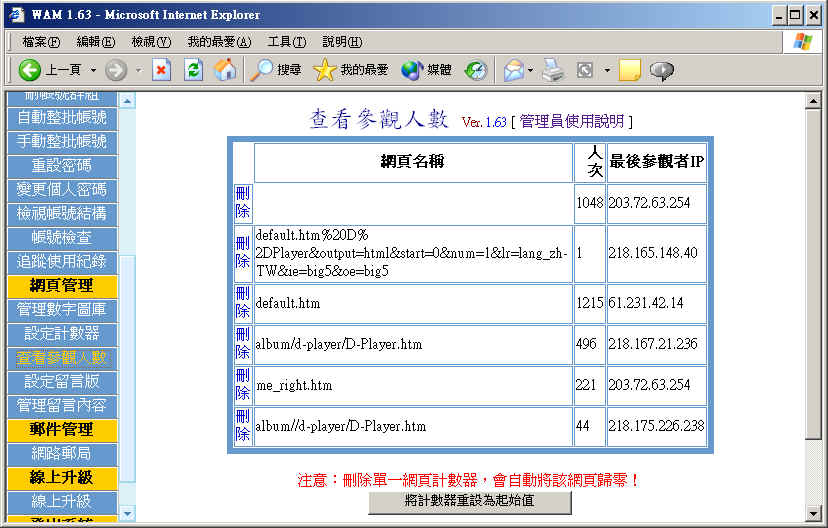 WAM 1.63 - Microsoft Internet Explorer
檔案(F) 編輯(E) 檢視(V) 我的最愛(A) 工具(T) 說明(H)
上一頁 搜尋 我的最愛 媒體
刪帳號群組
自動整批帳號
手動整批帳號
重設密碼
變更個人密碼
檢視帳號結構
帳號檢查
追蹤使用紀錄
網頁管理
管理數字圖庫
設定計數器
查看參觀人數
設定留言版
管理留言內容
郵件管理
網路郵局
線上升級
線上升級
登出系統
查看參觀人數 Ver. 1.63 [ 管理員使用說明 ]
網頁名稱 人次 最後參觀者IP
刪除 1048 203.72.63.254
刪除 default.htm%20D%
2DPlayer&output=html&start=0&num=1&lr=lang_zh-
TW&ie=big5&oe=big5 1 218.165.148.40
刪除 default.htm 1215 61.231.42.14
刪除 album/d-player/D-Player.htm 496 218.167.21.236
刪除 me_right.htm 221 203.72.63.254
刪除 album//d-player/D-Player.htm 44 218.175.226.238
注意：刪除單一網頁計數器，會自動將該網頁歸零！
將計數器重設為起始值